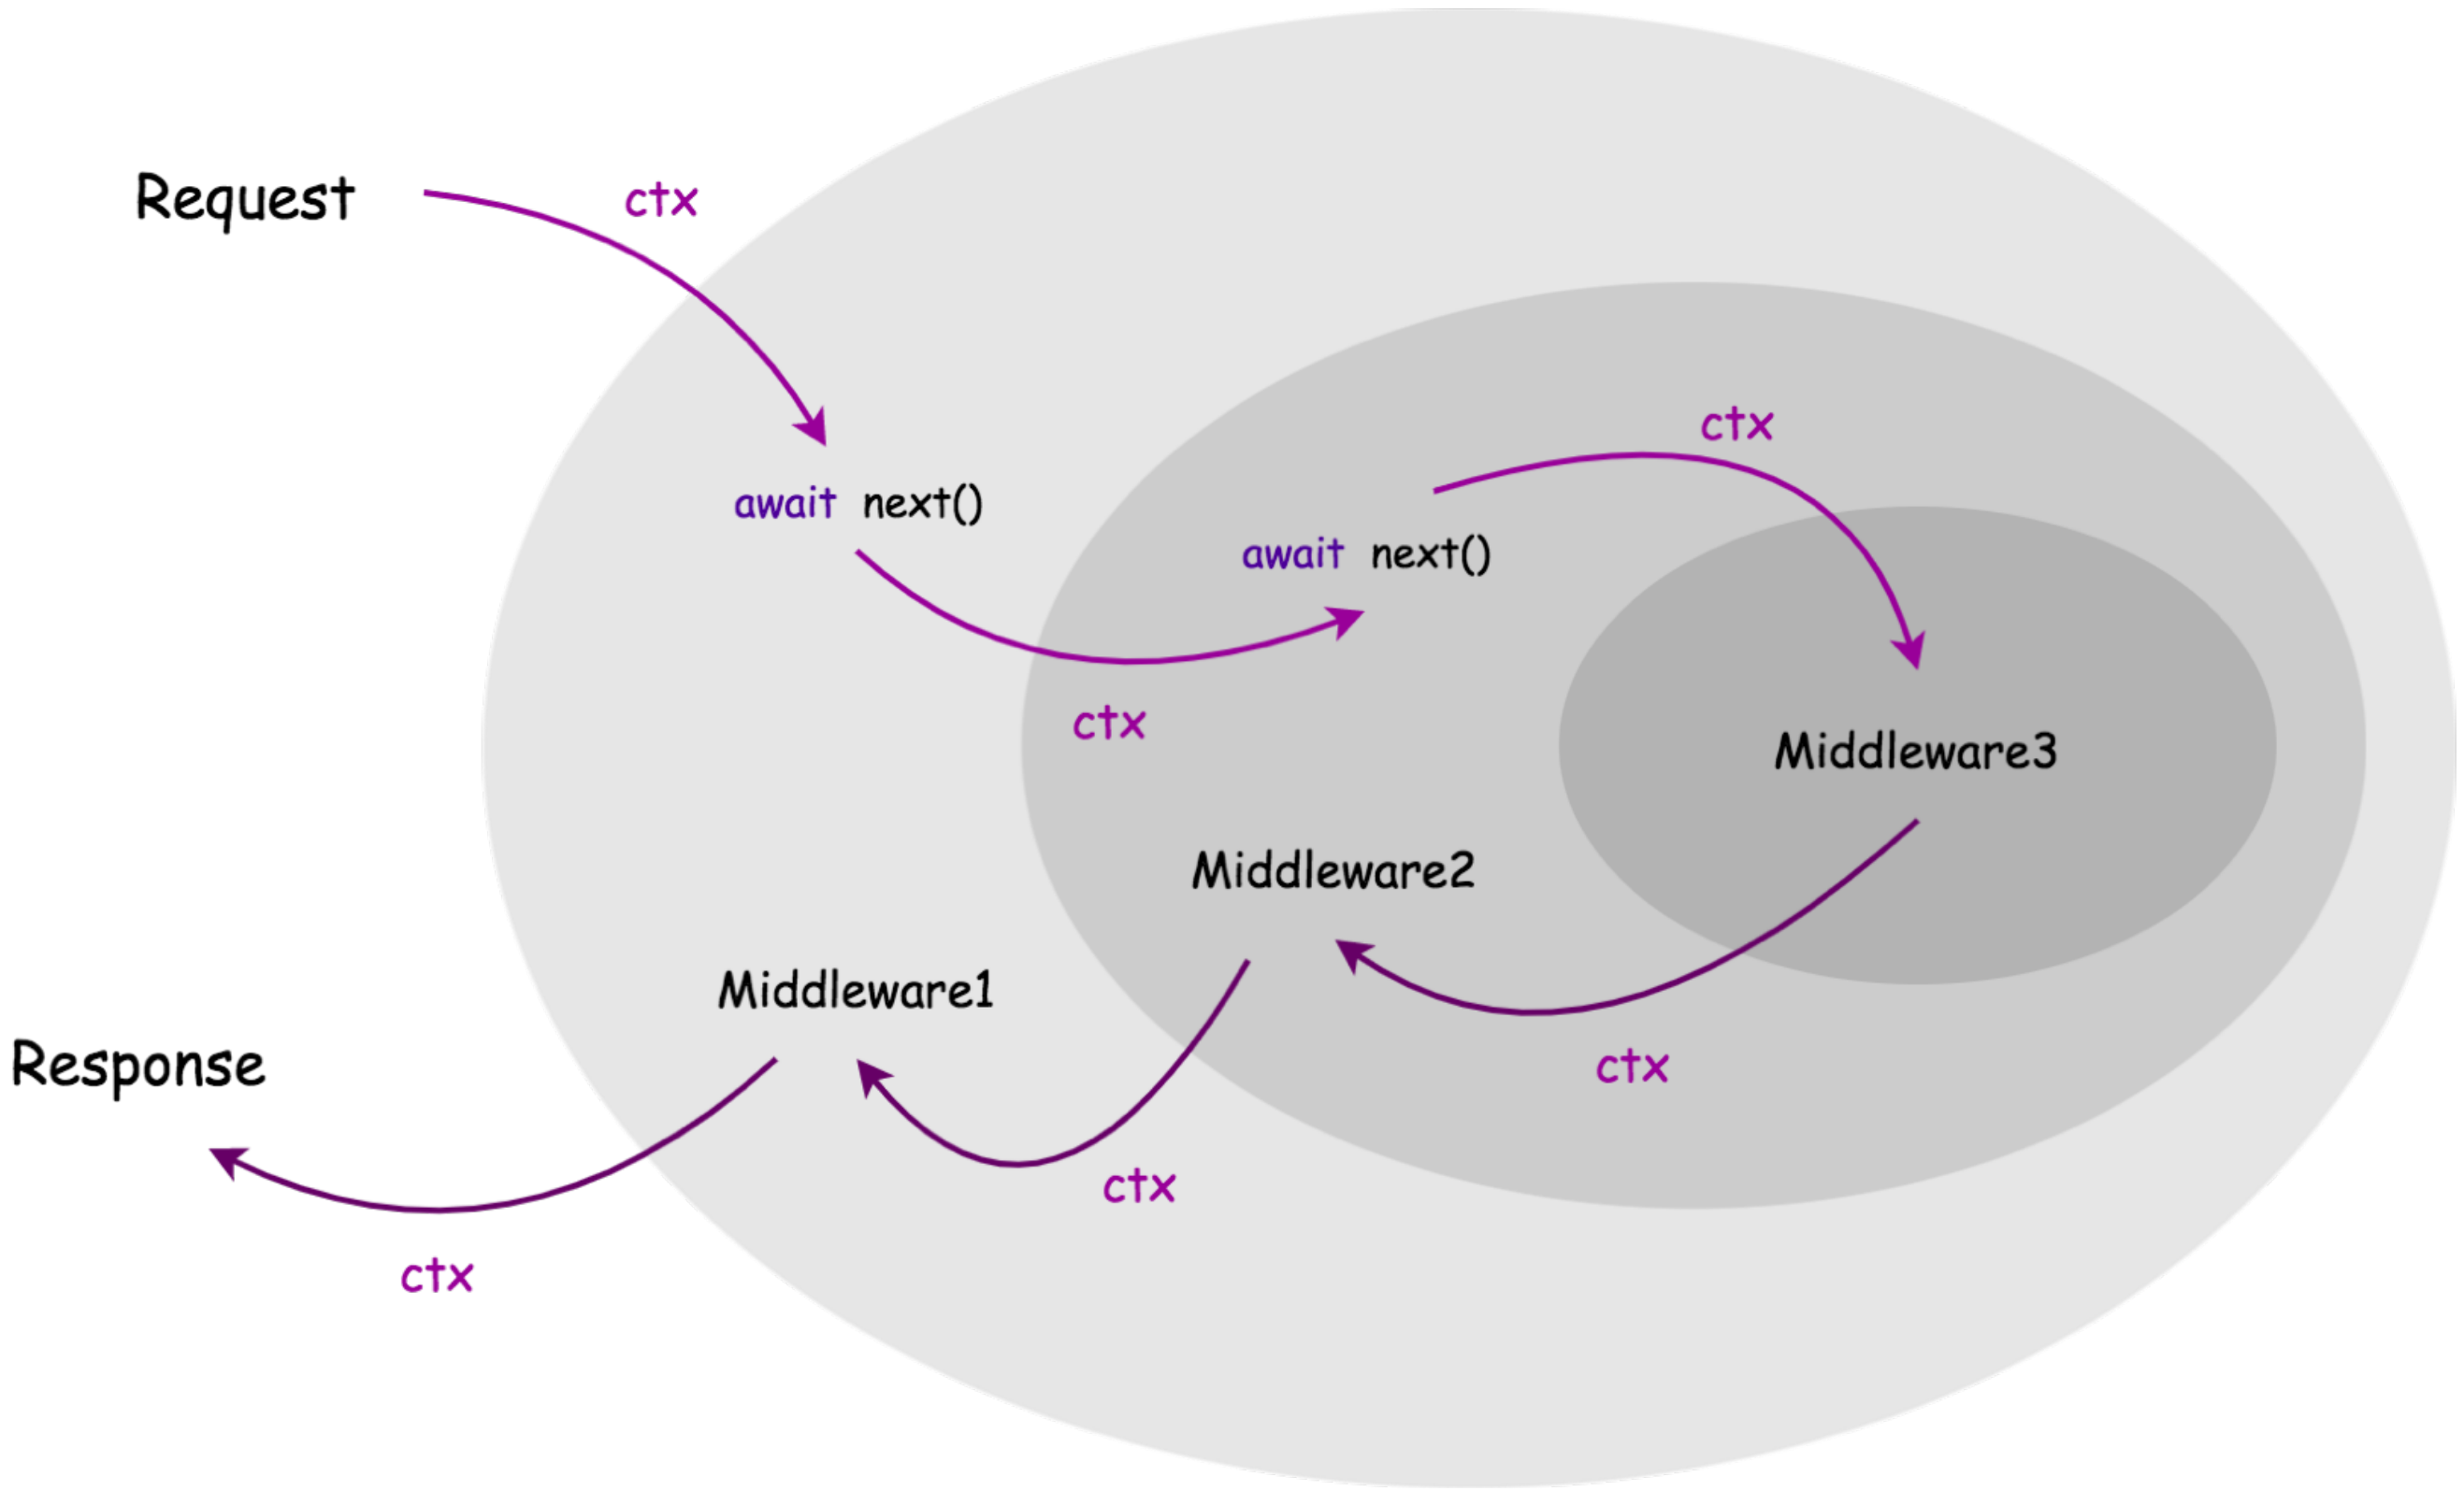 Request
ctx
ctx
await next()
await next()
ctx
Middleware3
Middleware2
Middleware1
Response
ctx
ctx
ctx